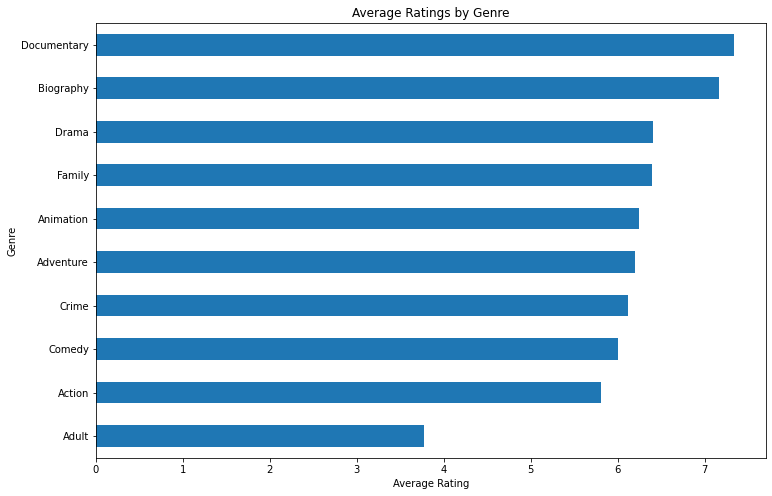 Average Ratings by Genre
Genre
Documentary
Biography
Drama
Family
Animation
Adventure
Crime
Comedy
Action
Adult
0 1 2 3 4 5 6 7
Average Rating